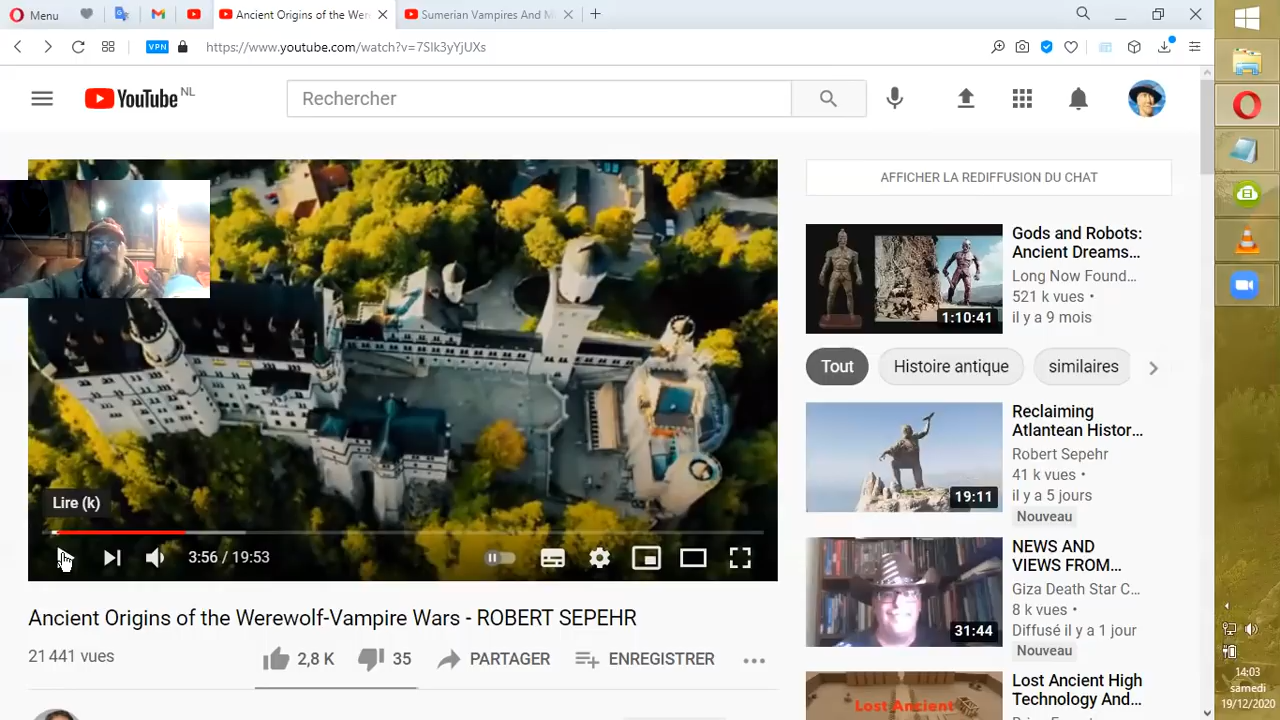 Menu
Ancient Origins of the Were
Sumerian Vampires And M
VPN
https://www.youtube.com/watch?v=7SIk3yYjUXs
YouTube NL
Rechercher
AFFICHER LA REDIFFUSION DU CHAT
Gods and Robots:
Ancient Dreams...
Long Now Found...
521 k vues •
il y a 9 mois
1:10:41
Tout
Histoire antique
similaires
Reclaiming
Atlantean Histor...
Robert Sepehr
41 k vues •
il y a 5 jours
Nouveau
19:11
NEWS AND
VIEWS FROM...
Giza Death Star C...
8 k vues •
Diffusé il y a 1 jour
Nouveau
31:44
Lost Ancient High
Technology And...
Lost Ancient
Lire (k)
3:56 / 19:53
Ancient Origins of the Werewolf-Vampire Wars - ROBERT SEPEHR
21 441 vues
2,8 K
35
PARTAGER
ENREGISTRER
14:03
samedi
19/12/2020